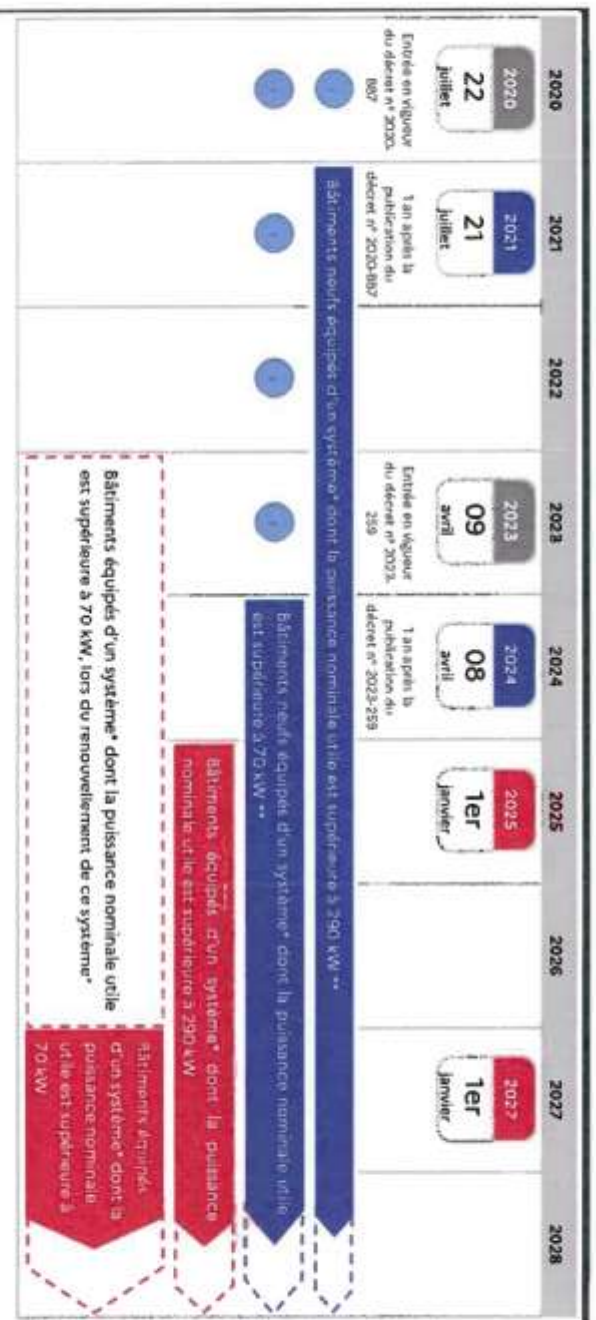 2020
2021
2022
2023
2024
2025
2026
2027
2028
2020
22
juillet
2021
21
juillet
2023
09
avril
2024
08
avril
2025
1er
janvier
2027
1er
janvier
Entrée en vigueur
du décret n° 2020-
887
1 an après la
publication du
décret n° 2020-887
Entrée en vigueur
du décret n° 2023-
259
1 an après la
publication du
décret n° 2023-259
Bâtiments neufs équipés d'un système* dont la puissance nominale utile est supérieure à 290 kW **
Bâtiments neufs équipés d'un système* dont la puissance nominale utile
est supérieure à 70 kW **
Bâtiments équipés d'un système* dont la puissance
nominale utile est supérieure à 290 kW
Bâtiments équipés d'un système* dont la puissance nominale utile
est supérieure à 70 kW, lors du renouvellement de ce système*
Bâtiments équipés
d'un système* dont la
puissance nominale
utile est supérieure à
70 kW